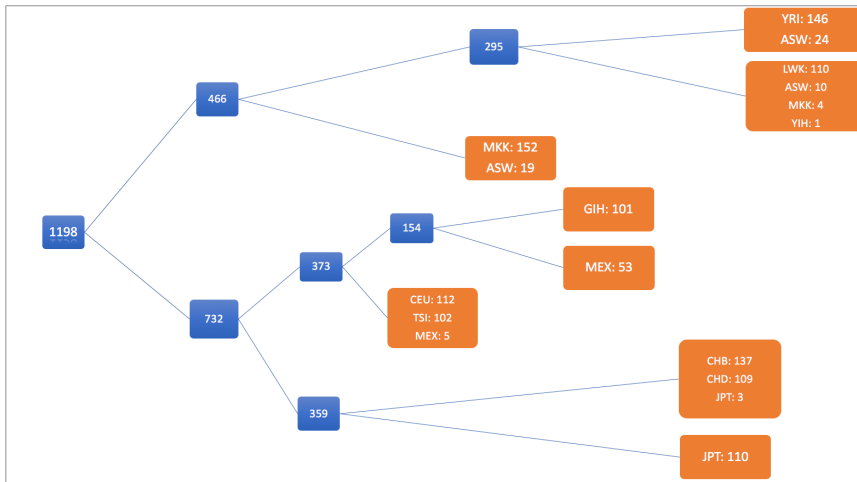 YRI: 146
ASW: 24
295
LWK: 110
ASW: 10
MKK: 4
YIH: 1
466
MKK: 152
ASW: 19
GIH: 101
154
1198
MEX: 53
373
CEU: 112
TSI: 102
MEX: 5
732
CHB: 137
CHD: 109
JPT: 3
359
JPT: 110